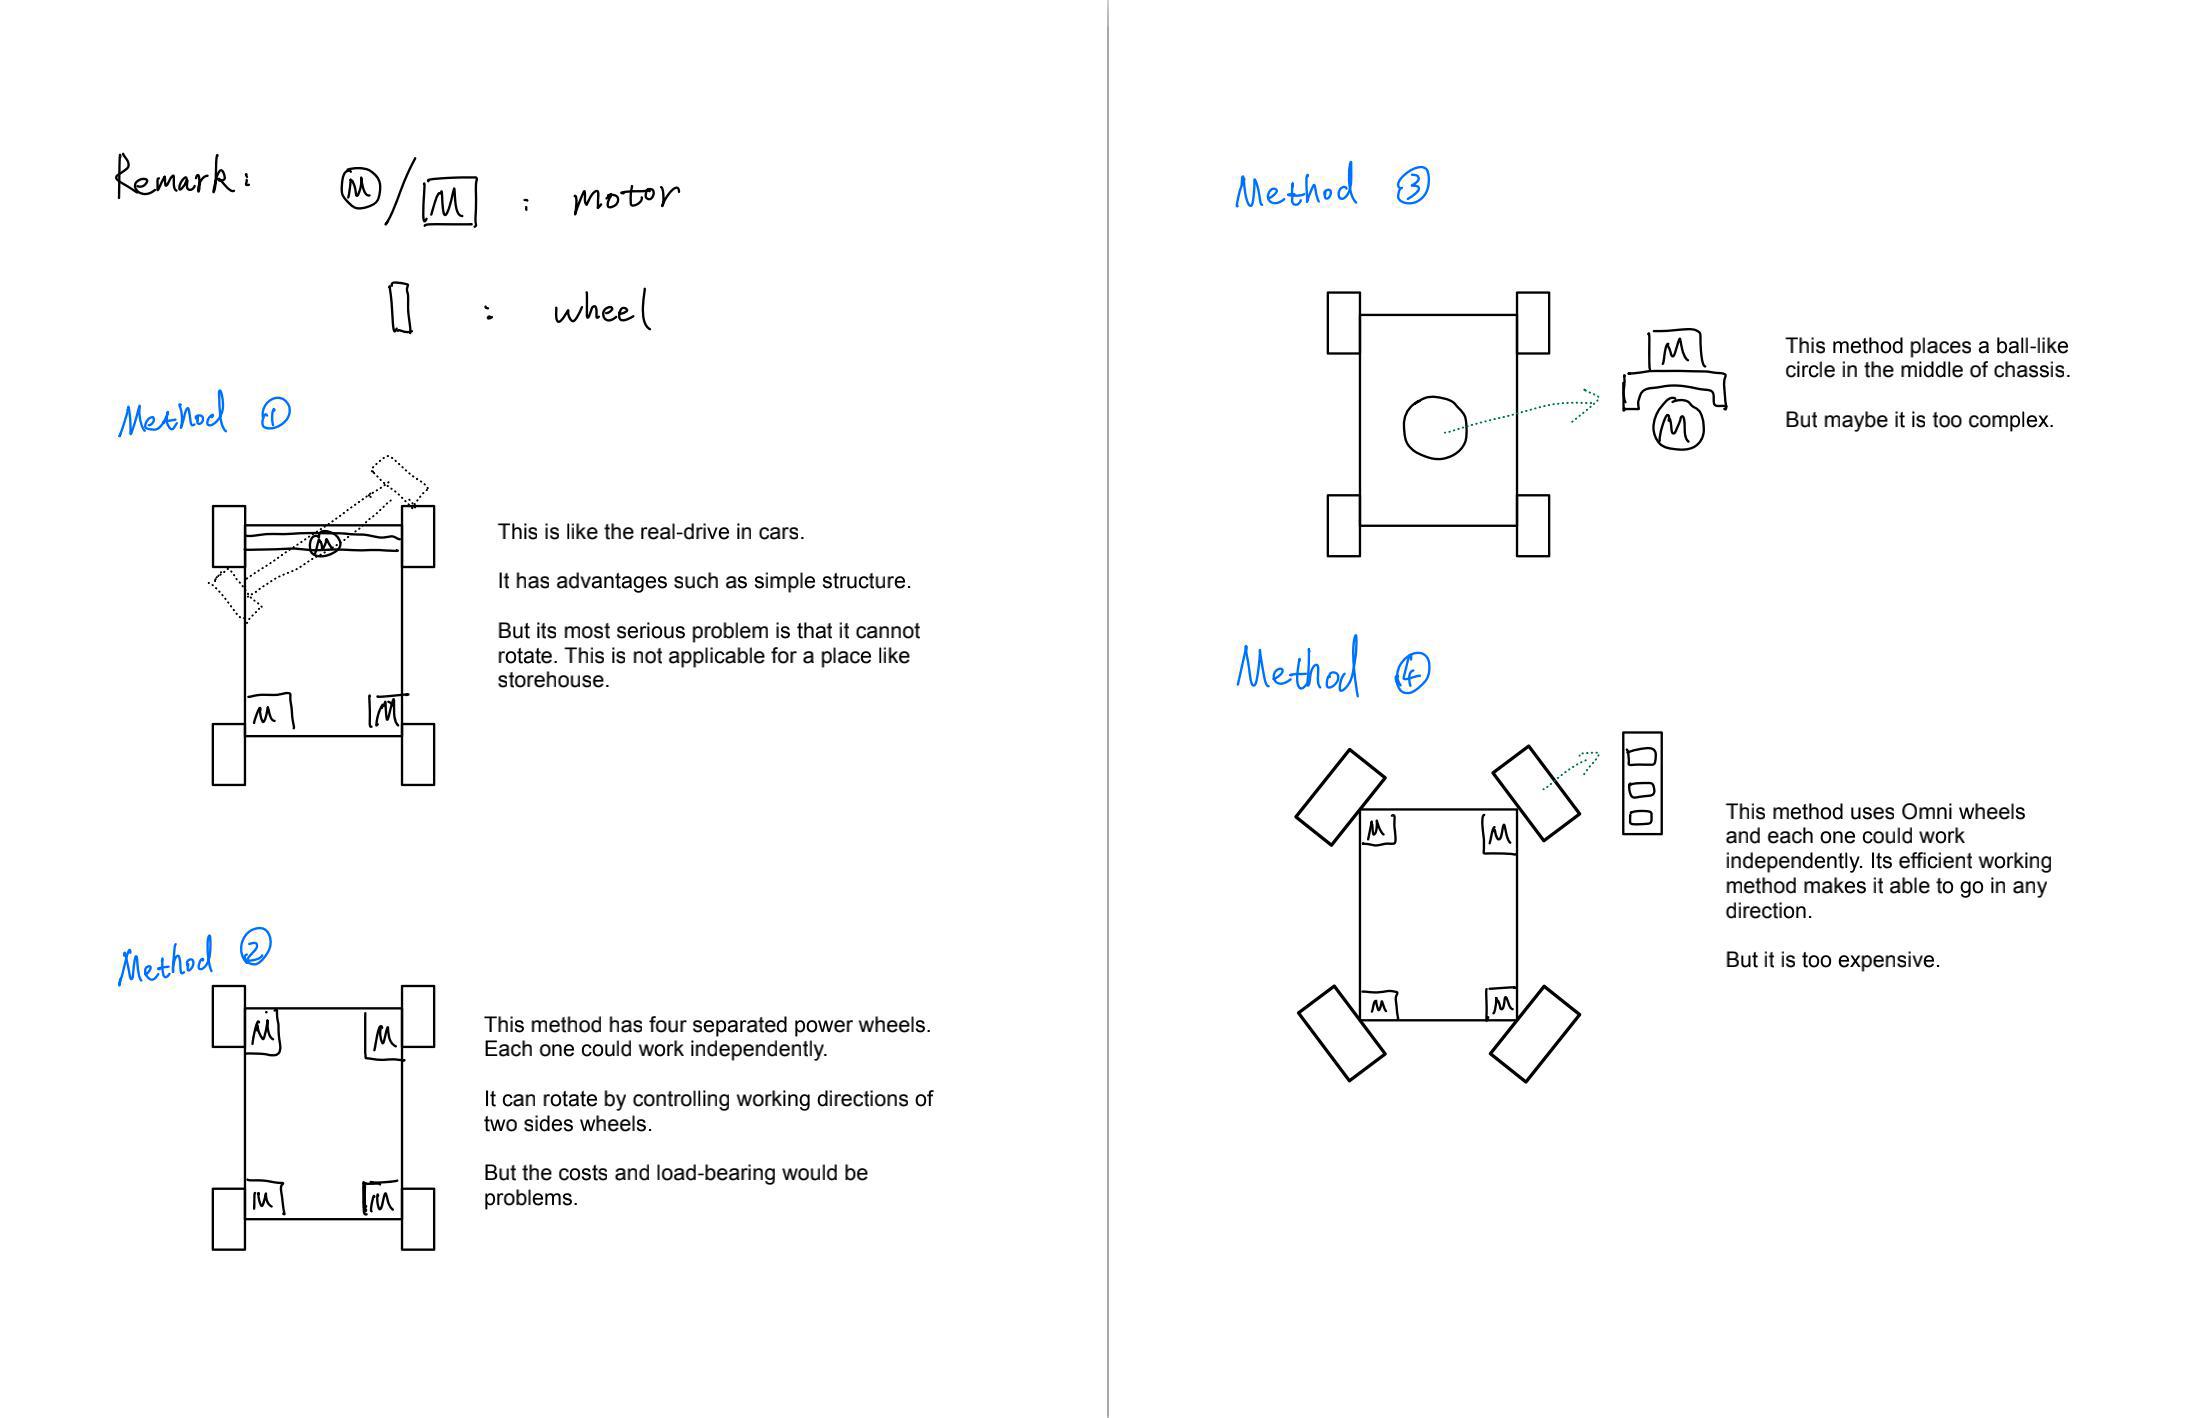 Remark: M / M : motor
: wheel
Method ①
M
This is like the real-drive in cars.
It has advantages such as simple structure.
But its most serious problem is that it cannot
rotate. This is not applicable for a place like
storehouse.
M M
Method ②
M M
This method has four separated power wheels.
Each one could work independently.
It can rotate by controlling working directions of
two sides wheels.
But the costs and load-bearing would be
problems.
M M
Method ③
M
M
This method places a ball-like
circle in the middle of chassis.
But maybe it is too complex.
Method ④
M M
This method uses Omni wheels
and each one could work
independently. Its efficient working
method makes it able to go in any
direction.
But it is too expensive.
M M